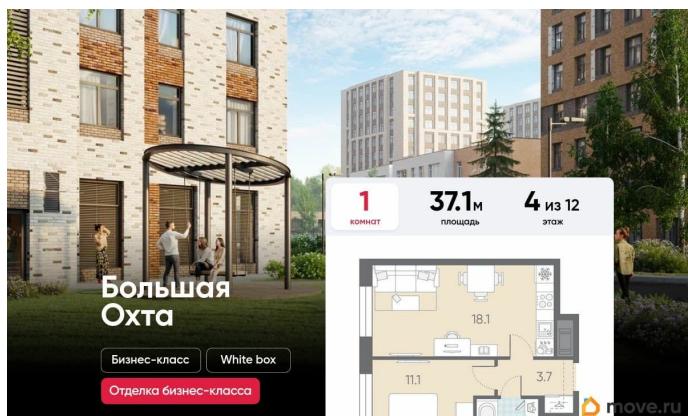 1
комнат
37.1м
площадь
4 из 12
этаж
Большая
Охта
18.1
Бизнес-класс
White box
11.1
3.7
Отделка бизнес-класса
move.ru